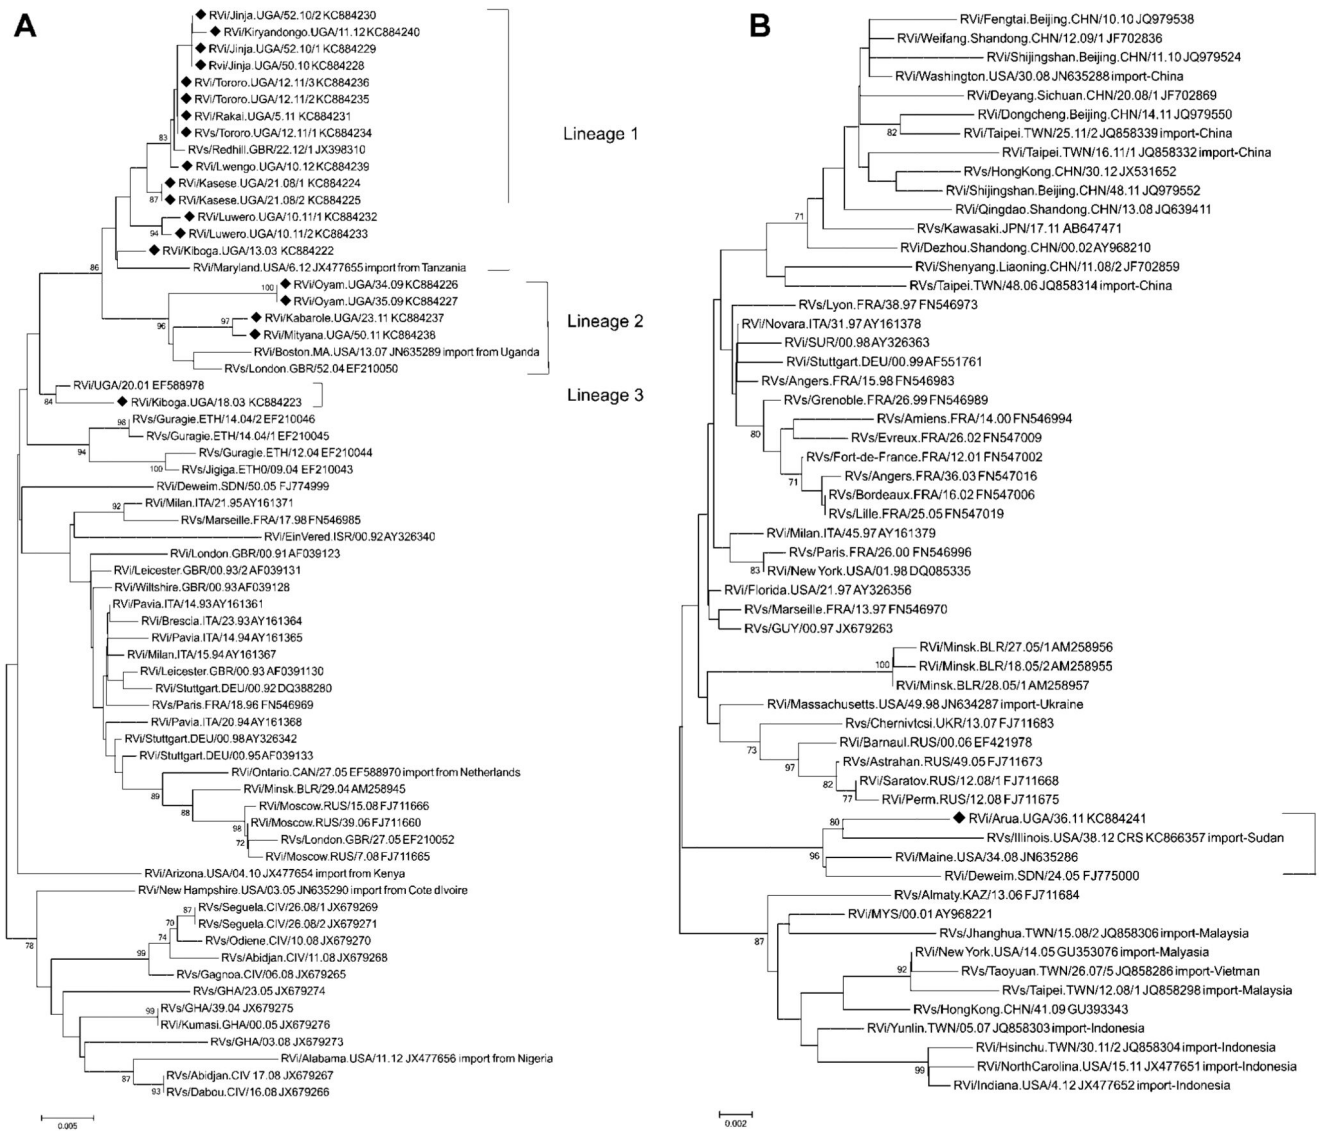 A
RVi/Jinja.UGA/52.10/2 KC884230
RVi/Kiryandongo.UGA/11.12 KC884240
RVi/Jinja.UGA/52.10/1 KC884229
RVi/Jinja.UGA/50.10 KC884228
RVi/Tororo.UGA/12.11/3 KC884236
RVi/Tororo.UGA/12.11/2 KC884235
RVi/Rakai.UGA/5.11 KC884231
RVs/Tororo.UGA/12.11/1 KC884234
83
RVs/Redhill.GBR/22.12/1 JX398310
RVi/Lwengo.UGA/10.12 KC884239
RVi/Kasese.UGA/21.08/1 KC884224
87
RVi/Kasese.UGA/21.08/2 KC884225
RVi/Luwero.UGA/10.11/1 KC884232
94
RVi/Luwero.UGA/10.11/2 KC884233
RVi/Kiboga.UGA/13.03 KC884222
86
RVi/Maryland.USA/6.12 JX477655 import from Tanzania
Lineage 1
100
RVi/Oyam.UGA/34.09 KC884226
RVi/Oyam.UGA/35.09 KC884227
96
97
RVi/Kabarole.UGA/23.11 KC884237
RVi/Mityana.UGA/50.11 KC884238
RVi/Boston.MA.USA/13.07 JN635289 import from Uganda
RVs/London.GBR/52.04 EF210050
Lineage 2
RVi/UGA/20.01 EF588978
84
RVi/Kiboga.UGA/18.03 KC884223
Lineage 3
RVs/Guragie.ETH/14.04/2 EF210046
98
RVs/Guragie.ETH/14.04/1 EF210045
94
RVs/Guragie.ETH/12.04 EF210044
100
RVs/Jigiga.ETH0/09.04 EF210043
RVi/Deweim.SDN/50.05 FJ774999
92
RVi/Milan.ITA/21.95 AY161371
RVs/Marseille.FRA/17.98 FN546985
RVi/EinVered.ISR/00.92 AY326340
RVi/London.GBR/00.91 AF039123
RVi/Leicester.GBR/00.93/2 AF039131
RVi/Wiltshire.GBR/00.93 AF039128
RVi/Pavia.ITA/14.93 AY161361
RVi/Brescia.ITA/23.93 AY161364
RVi/Pavia.ITA/14.94 AY161365
RVi/Milan.ITA/15.94 AY161367
RVi/Leicester.GBR/00.93 AF0391130
RVi/Stuttgart.DEU/00.92 DQ388280
RVs/Paris.FRA/18.96 FN546969
RVi/Pavia.ITA/20.94 AY161368
RVi/Stuttgart.DEU/00.98 AY326342
RVi/Stuttgart.DEU/00.95 AF039133
RVi/Ontario.CAN/27.05 EF588970 import from Netherlands
89
RVi/Minsk.BLR/29.04 AM258945
88
RVi/Moscow.RUS/15.08 FJ711666
98
RVi/Moscow.RUS/39.06 FJ711660
72
RVs/London.GBR/27.05 EF210052
RVi/Moscow.RUS/7.08 FJ711665
RVi/Arizona.USA/04.10 JX477654 import from Kenya
RVi/New Hampshire.USA/03.05 JN635290 import from Cote dIvoire
78
87
RVs/Seguela.CIV/26.08/1 JX679269
70
RVs/Seguela.CIV/26.08/2 JX679271
74
RVs/Odiene.CIV/10.08 JX679270
99
RVs/Abidjan.CIV/11.08 JX679268
RVs/Gagnoa.CIV/06.08 JX679265
RVs/GHA/23.05 JX679274
99
RVs/GHA/39.04 JX679275
RVi/Kumasi.GHA/00.05 JX679276
RVs/GHA/03.08 JX679273
RVi/Alabama.USA/11.12 JX477656 import from Nigeria
87
RVs/Abidjan.CIV 17.08 JX679267
93
RVs/Dabou.CIV/16.08 JX679266
0.005
B
RVi/Fengtai.Beijing.CHN/10.10 JQ979538
RVi/Weifang.Shandong.CHN/12.09/1 JF702836
RVi/Shijingshan.Beijing.CHN/11.10 JQ979524
RVi/Washington.USA/30.08 JN635288 import-China
RVi/Deyang.Sichuan.CHN/20.08/1 JF702869
RVi/Dongcheng.Beijing.CHN/14.11 JQ979550
82
RVi/Taipei.TWN/25.11/2 JQ858339 import-China
RVi/Taipei.TWN/16.11/1 JQ858332 import-China
RVs/HongKong.CHN/30.12 JX531652
RVi/Shijingshan.Beijing.CHN/48.11 JQ979552
RVi/Qingdao.Shandong.CHN/13.08 JQ639411
71
RVs/Kawasaki.JPN/17.11 AB647471
RVi/Dezhou.Shandong.CHN/00.02 AY968210
RVi/Shenyang.Liaoning.CHN/11.08/2 JF702859
RVs/Taipei.TWN/48.06 JQ858314 import-China
RVs/Lyon.FRA/38.97 FN546973
RVi/Novara.ITA/31.97 AY161378
RVi/SUR/00.98 AY326363
RVi/Stuttgart.DEU/00.99 AF551761
RVs/Angers.FRA/15.98 FN546983
RVs/Grenoble.FRA/26.99 FN546989
80
RVs/Amiens.FRA/14.00 FN546994
RVi/Evreux.FRA/26.02 FN547009
RVs/Fort-de-France.FRA/12.01 FN547002
71
RVs/Angers.FRA/36.03 FN547016
RVs/Bordeaux.FRA/16.02 FN547006
RVs/Lille.FRA/25.05 FN547019
RVi/Milan.ITA/45.97 AY161379
RVs/Paris.FRA/26.00 FN546996
83
RVi/New York.USA/01.98 DQ085335
RVi/Florida.USA/21.97 AY326356
RVs/Marseille.FRA/13.97 FN546970
RVs/GUY/00.97 JX679263
RVi/Minsk.BLR/27.05/1 AM258956
100
RVi/Minsk.BLR/18.05/2 AM258955
RVi/Minsk.BLR/28.05/1 AM258957
RVi/Massachusetts.USA/49.98 JN634287 import-Ukraine
Rvs/Chernivtcsi.UKR/13.07 FJ711683
73
RVi/Barnaul.RUS/00.06 EF421978
97
RVs/Astrahan.RUS/49.05 FJ711673
82
RVi/Saratov.RUS/12.08/1 FJ711668
77
RVi/Perm.RUS/12.08 FJ711675
80
RVi/Arua.UGA/36.11 KC884241
RVs/Illinois.USA/38.12 CRS KC866357 import-Sudan
96
RVi/Maine.USA/34.08 JN635286
RVi/Deweim.SDN/24.05 FJ775000
RVs/Almaty.KAZ/13.06 FJ711684
87
RVi/MYS/00.01 AY968221
RVs/Jhanghua.TWN/15.08/2 JQ858306 import-Malaysia
RVi/New York.USA/14.05 GU353076 import-Malyasia
92
RVs/Taoyuan.TWN/26.07/5 JQ858286 import-Vietman
RVs/Taipei.TWN/12.08/1 JQ858298 import-Malaysia
RVs/HongKong.CHN/41.09 GU393343
RVi/Yunlin.TWN/05.07 JQ858303 import-Indonesia
RVi/Hsinchu.TWN/30.11/2 JQ858304 import-Indonesia
99
RVi/NorthCarolina.USA/15.11 JX477651 import-Indonesia
RVi/Indiana.USA/4.12 JX477652 import-Indonesia
0.002